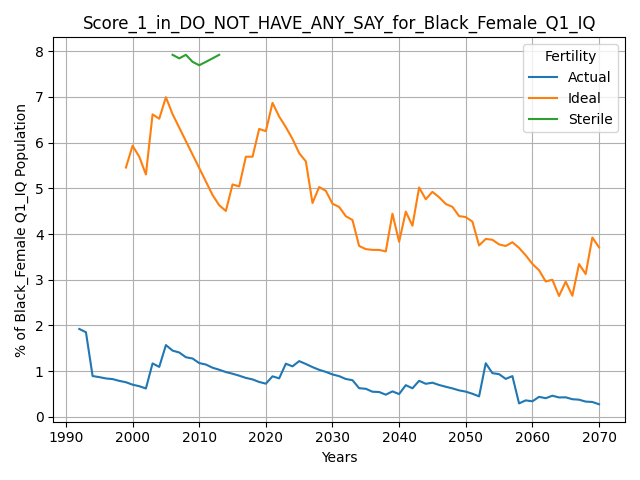 Score_1_in_DO_NOT_HAVE_ANY_SAY_for_Black_Female_Q1_IQ
Fertility
Actual
Ideal
Sterile
% of Black_Female Q1_IQ Population
8
7
6
5
4
3
2
1
0
1990 2000 2010 2020 2030 2040 2050 2060 2070
Years